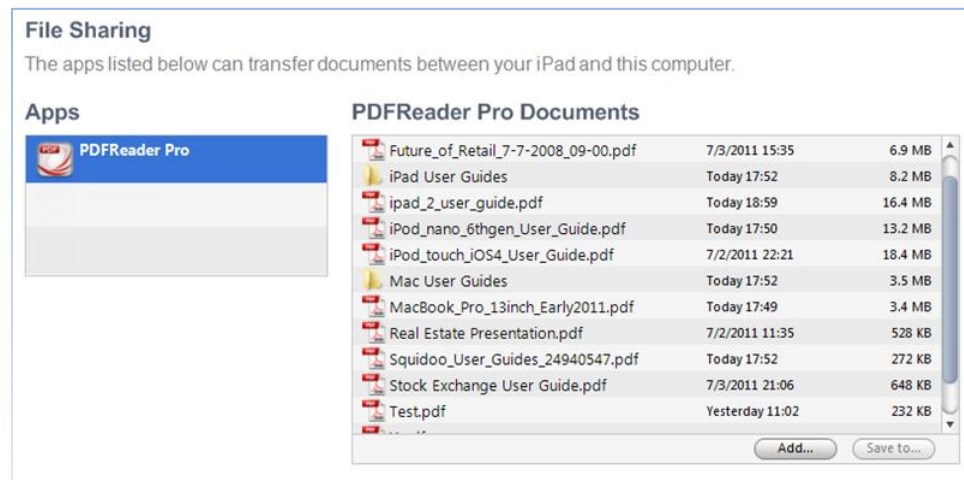 File Sharing
The apps listed below can transfer documents between your iPad and this computer.
Apps
PDFReader Pro
PDFReader Pro Documents
Future_of_Retail_7-7-2008_09-00.pdf 7/3/2011 15:35 6.9 MB
iPad User Guides Today 17:52 8.2 MB
ipad_2_user_guide.pdf Today 18:59 16.4 MB
iPod_nano_6thgen_User_Guide.pdf Today 17:50 13.2 MB
iPod_touch_iOS4_User_Guide.pdf 7/2/2011 22:21 18.4 MB
Mac User Guides Today 17:52 3.5 MB
MacBook_Pro_13inch_Early2011.pdf Today 17:49 3.4 MB
Real Estate Presentation.pdf 7/2/2011 11:35 528 KB
Squidoo_User_Guides_24940547.pdf Today 17:52 272 KB
Stock Exchange User Guide.pdf 7/3/2011 21:06 648 KB
Test.pdf Yesterday 11:02 232 KB
Add... Save to...